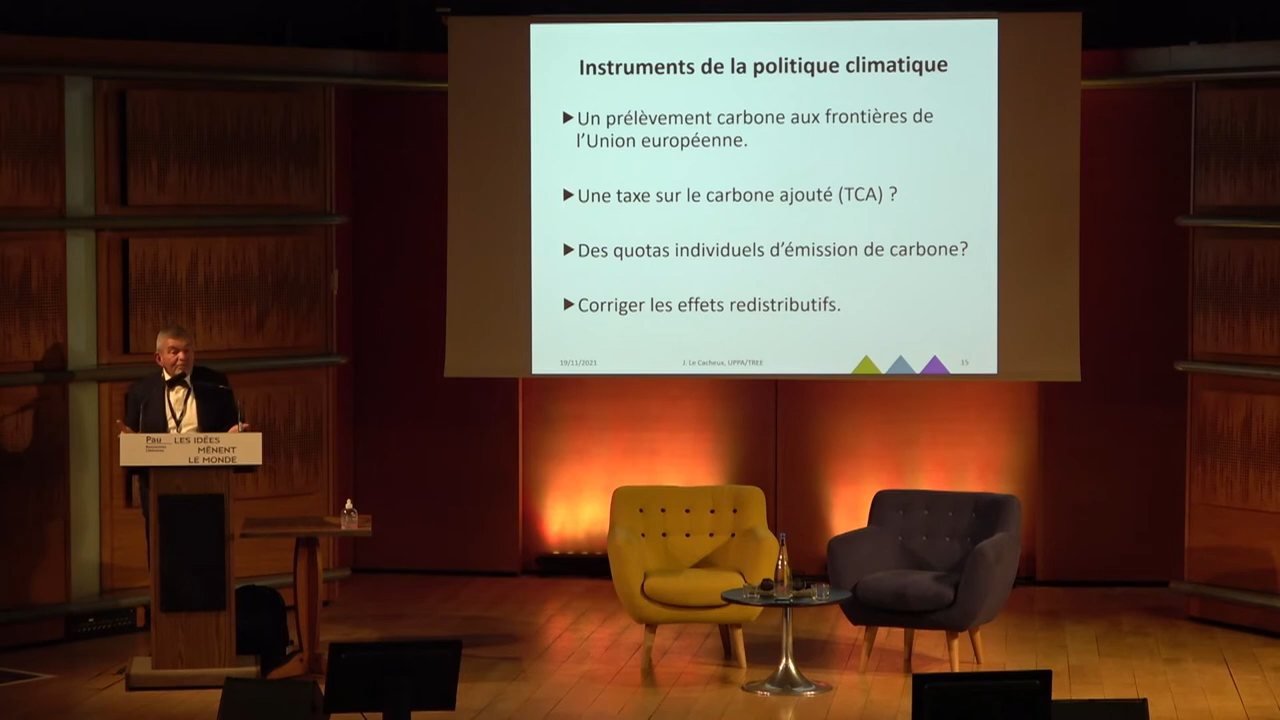 Instruments de la politique climatique
▶Un prélèvement carbone aux frontières de
l'Union européenne.
▶Une taxe sur le carbone ajouté (TCA) ?
▶Des quotas individuels d'émission de carbone?
▶Corriger les effets redistributifs.
19/11/2021 J. Le Cacheux, UPPA/TREE 15
Pau LES IDÉES
MÈNENT
LE MONDE